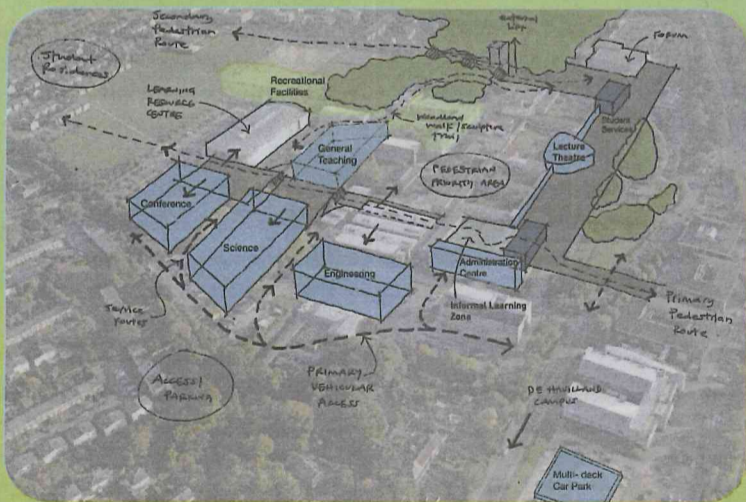 Secondary
Pedestrian
Route
external
loop
Forum
Student
Residences
LEARNING
RESOURCE
CENTRE
Recreational
Facilities
woodland
walk/sculpture
trail
Student
Services
General
Teaching
Lecture
Theatre
PEDESTRIAN
PRIORITY AREA
Conference
Science
Engineering
Administration
Centre
Informal Learning
Zone
Service
routes
Primary
Pedestrian
Route
ACCESS/
PARKING
PRIMARY
VEHICULAR
ACCESS
DE HAVILLAND
CAMPUS
Multi-deck
Car Park